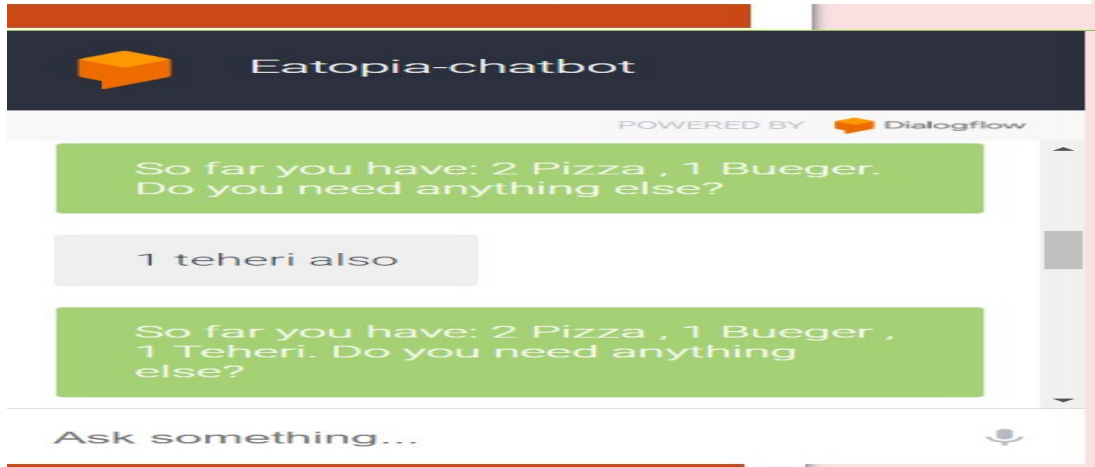 Eatopia-chatbot
POWERED BY Dialogflow
So far you have: 2 Pizza , 1 Bueger.
Do you need anything else?
1 teheri also
So far you have: 2 Pizza , 1 Bueger ,
1 Teheri. Do you need anything
else?
Ask something...